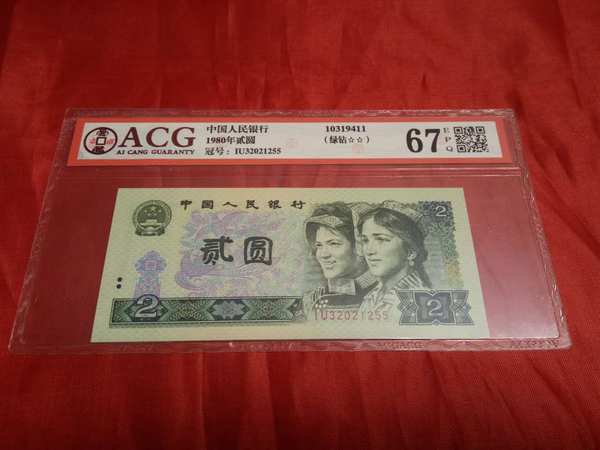 ACG
AI CANG GUARANTY
中国人民银行
1980年贰圆
冠号：IU32021255
10319411
（绿钻☆☆）
67
E
P
Q
中国人民银行
贰圆
2
2
2
IU32021255